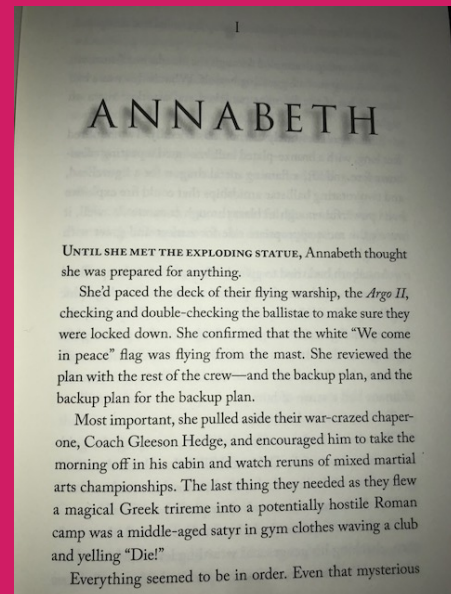 1
ANNABETH
UNTIL SHE MET THE EXPLODING STATUE, Annabeth thought
she was prepared for anything.
She’d paced the deck of their flying warship, the Argo II,
checking and double-checking the ballistae to make sure they
were locked down. She confirmed that the white “We come
in peace” flag was flying from the mast. She reviewed the
plan with the rest of the crew—and the backup plan, and the
backup plan for the backup plan.
Most important, she pulled aside their war-crazed chaper-
one, Coach Gleeson Hedge, and encouraged him to take the
morning off in his cabin and watch reruns of mixed martial
arts championships. The last thing they needed as they flew
a magical Greek trireme into a potentially hostile Roman
camp was a middle-aged satyr in gym clothes waving a club
and yelling “Die!”
Everything seemed to be in order. Even that mysterious